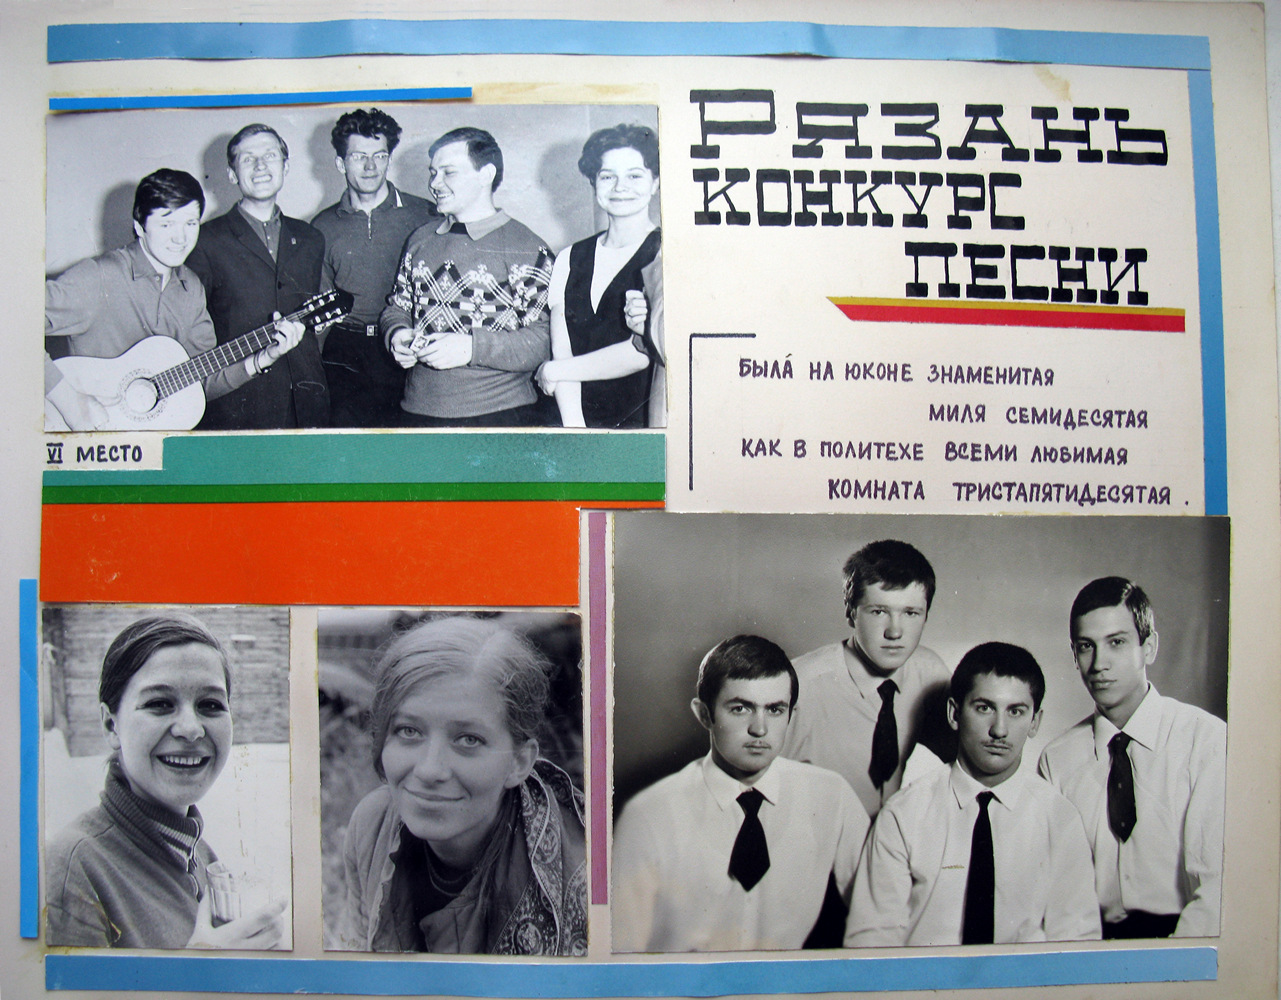 РЯЗАНЬ
КОНКУРС
ПЕСНИ
БЫЛА́ НА ЮКОНЕ ЗНАМЕНИТАЯ
МИЛЯ СЕМИДЕСЯТАЯ
КАК В ПОЛИТЕХЕ ВСЕМИ ЛЮБИМАЯ
КОМНАТА ТРИСТАПЯТИДЕСЯТАЯ.
VI МЕСТО